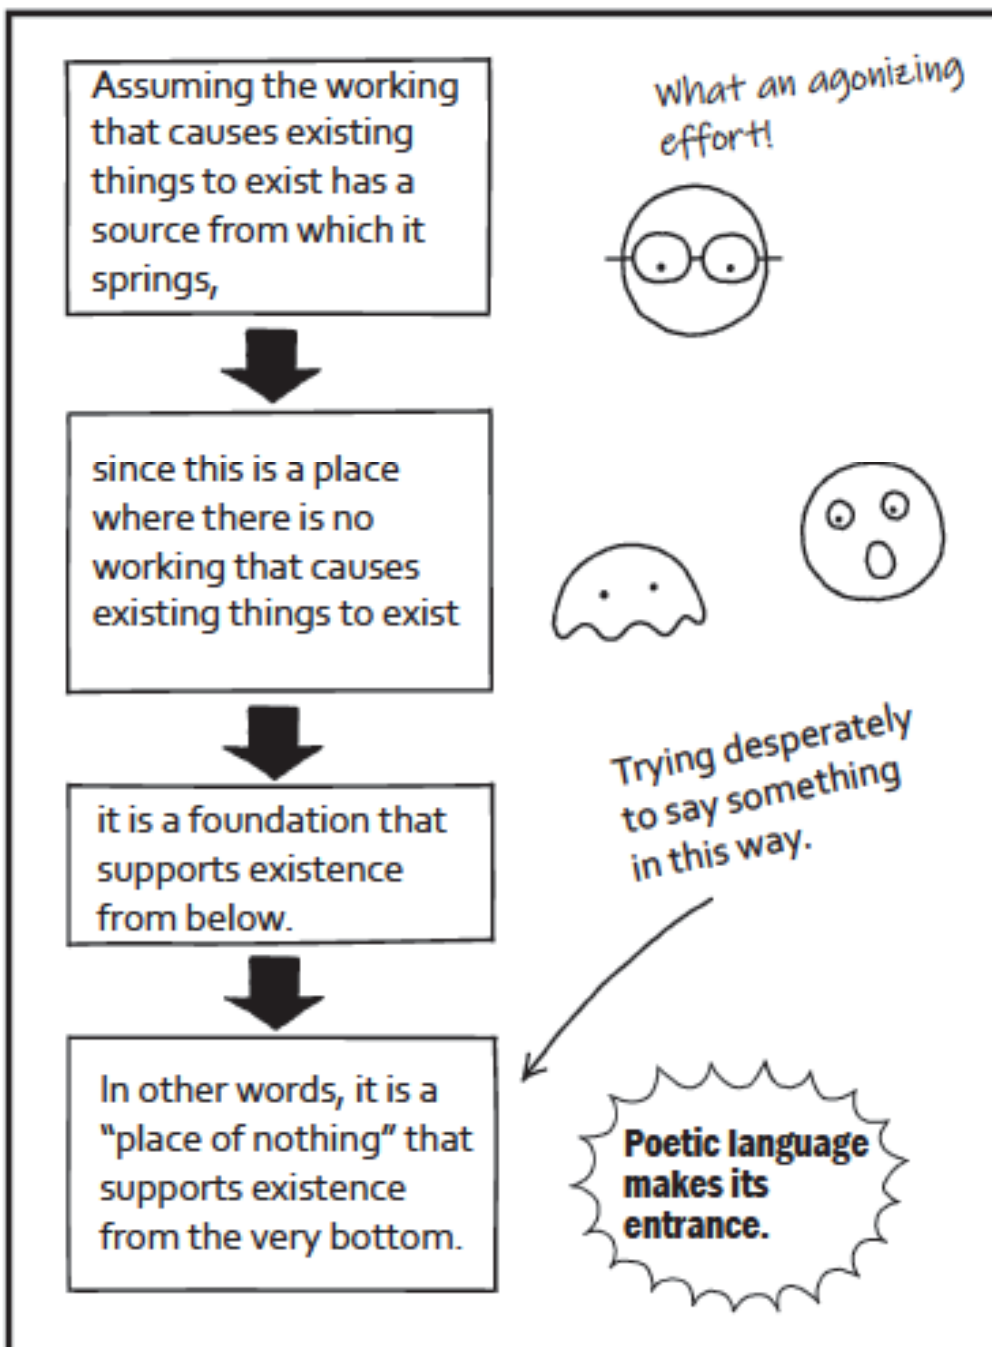 Assuming the working
that causes existing
things to exist has a
source from which it
springs,
What an agonizing
effort!
since this is a place
where there is no
working that causes
existing things to exist
it is a foundation that
supports existence
from below.
Trying desperately
to say something
in this way.
In other words, it is a
“place of nothing” that
supports existence
from the very bottom.
Poetic language
makes its
entrance.